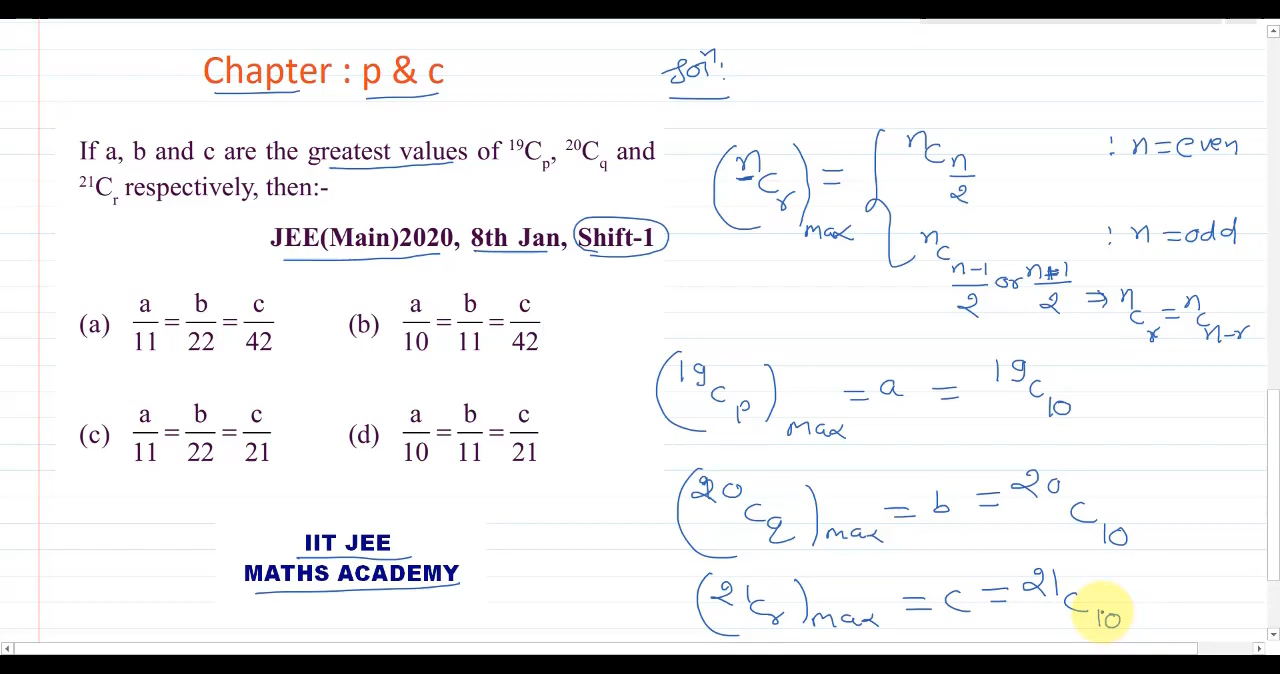 Chapter : p & c
If a, b and c are the greatest values of ¹⁹Cₚ, ²⁰C_q and
²¹Cᵣ respectively, then:-
JEE(Main)2020, 8th Jan, Shift-1
(a) a/11 = b/22 = c/42 (b) a/10 = b/11 = c/42
(c) a/11 = b/22 = c/21 (d) a/10 = b/11 = c/21
IIT JEE
MATHS ACADEMY
Solⁿ:
(ⁿCᵣ)max = { ⁿC_{n/2} : n = even
ⁿC_{(n-1)/2 or (n+1)/2} : n = odd
⇒ ⁿCᵣ = ⁿC_{n-r}
(¹⁹Cₚ)max = a = ¹⁹C₁₀
(²⁰C_q)max = b = ²⁰C₁₀
(²¹Cᵣ)max = c = ²¹C₁₀